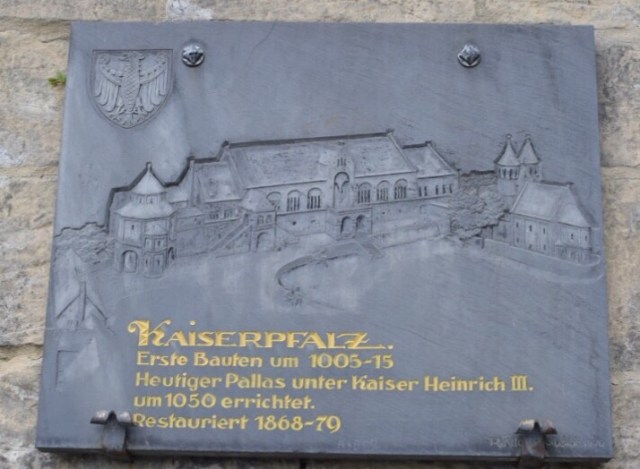 Kaiserpfalz.
Erste Bauten um 1005-15
Heutiger Pallas unter Kaiser Heinrich III.
um 1050 errichtet.
Restauriert 1868-79